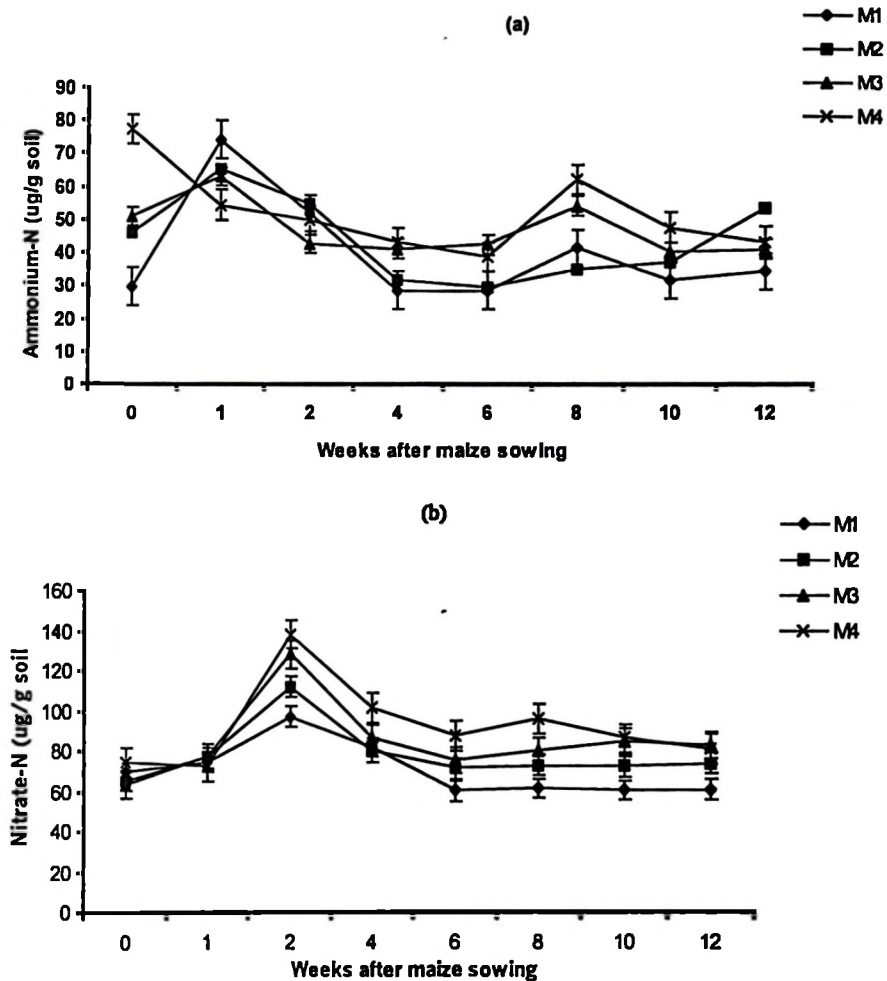 (a)
M1
M2
M3
M4
90
80
70
60
50
40
30
20
10
0
Ammonium-N (ug/g soil)
0 1 2 4 6 8 10 12
Weeks after maize sowing
(b)
M1
M2
M3
M4
160
140
120
100
80
60
40
20
0
Nitrate-N (ug/g soil
0 1 2 4 6 8 10 12
Weeks after maize sowing